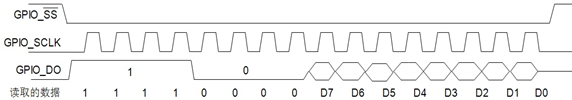 GPIO_SS
GPIO_SCLK
GPIO_DO 1 0 D7 D6 D5 D4 D3 D2 D1 D0
读取的数据 1 1 1 1 0 0 0 0